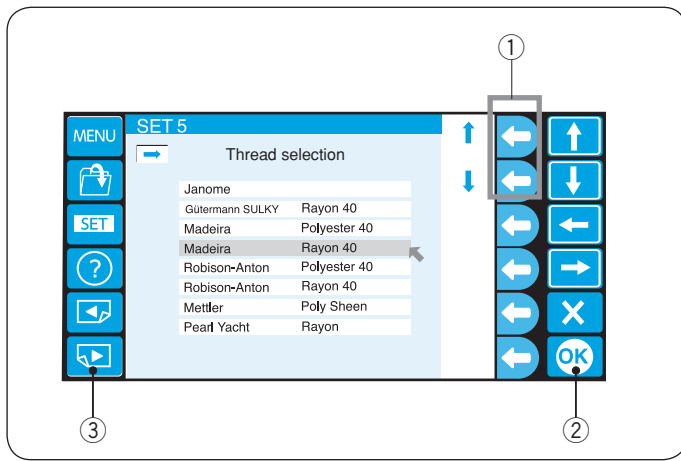 ①
MENU
SET 5
Thread selection
SET
?
Janome
Gütermann SULKY Rayon 40
Madeira Polyester 40
Madeira Rayon 40
Robison-Anton Polyester 40
Robison-Anton Rayon 40
Mettler Poly Sheen
Pearl Yacht Rayon
OK
③
②